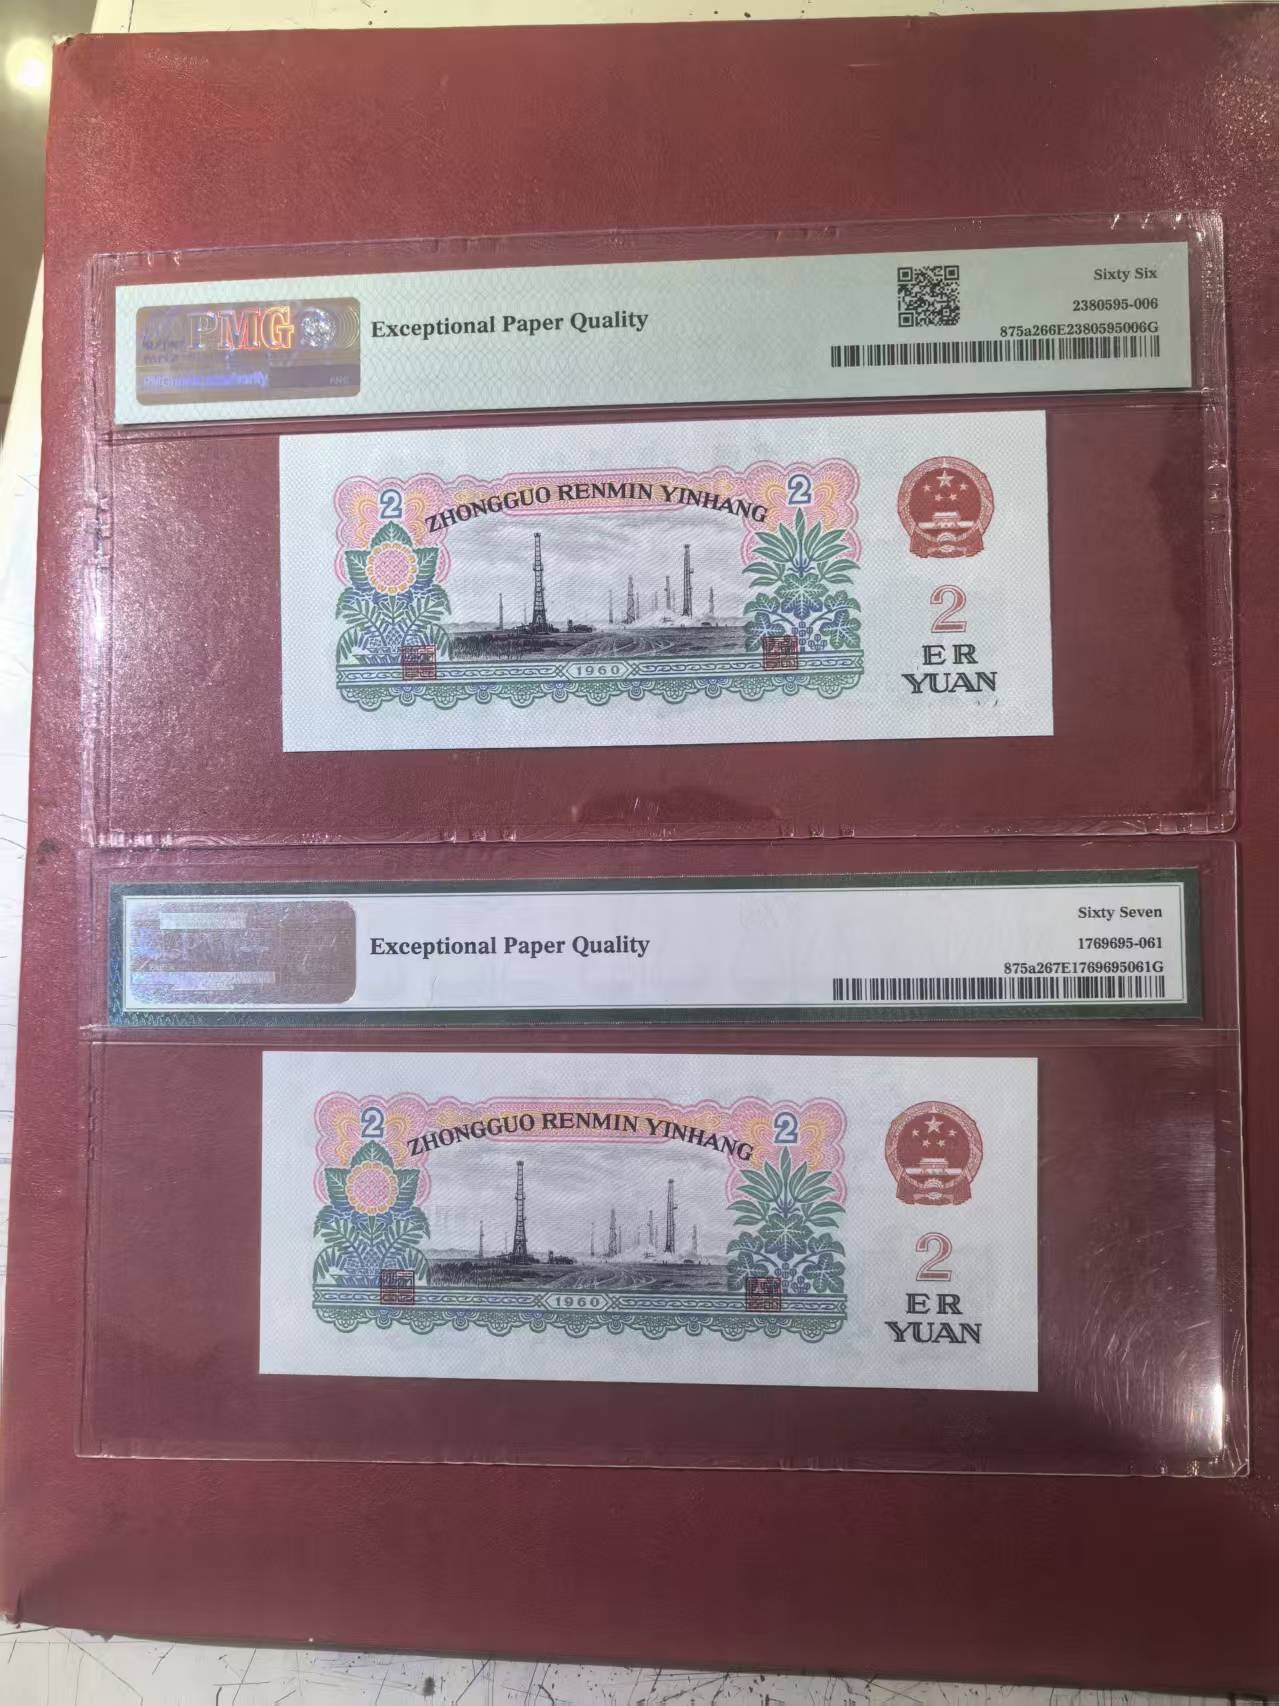 PMG
Exceptional Paper Quality
Sixty Six
2380595-006
875a266E2380595006G
2
ZHONGGUO RENMIN YINHANG
2
1960
2
ER
YUAN
Exceptional Paper Quality
Sixty Seven
1769695-061
875a267E1769695061G
2
ZHONGGUO RENMIN YINHANG
2
1960
2
ER
YUAN